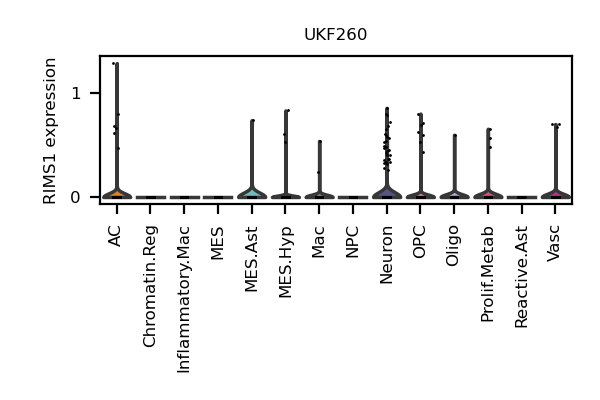 UKF260
RIMS1 expression
1
0
AC
Chromatin.Reg
Inflammatory.Mac
MES
MES.Ast
MES.Hyp
Mac
NPC
Neuron
OPC
Oligo
Prolif.Metab
Reactive.Ast
Vasc